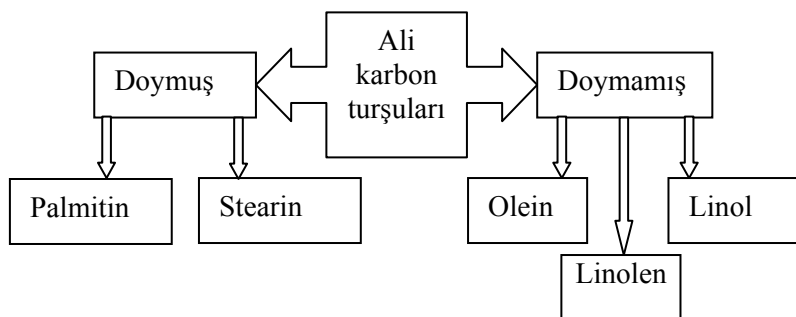 Ali
karbon
turşuları
Doymuş
Doymamış
Palmitin
Stearin
Olein
Linol
Linolen